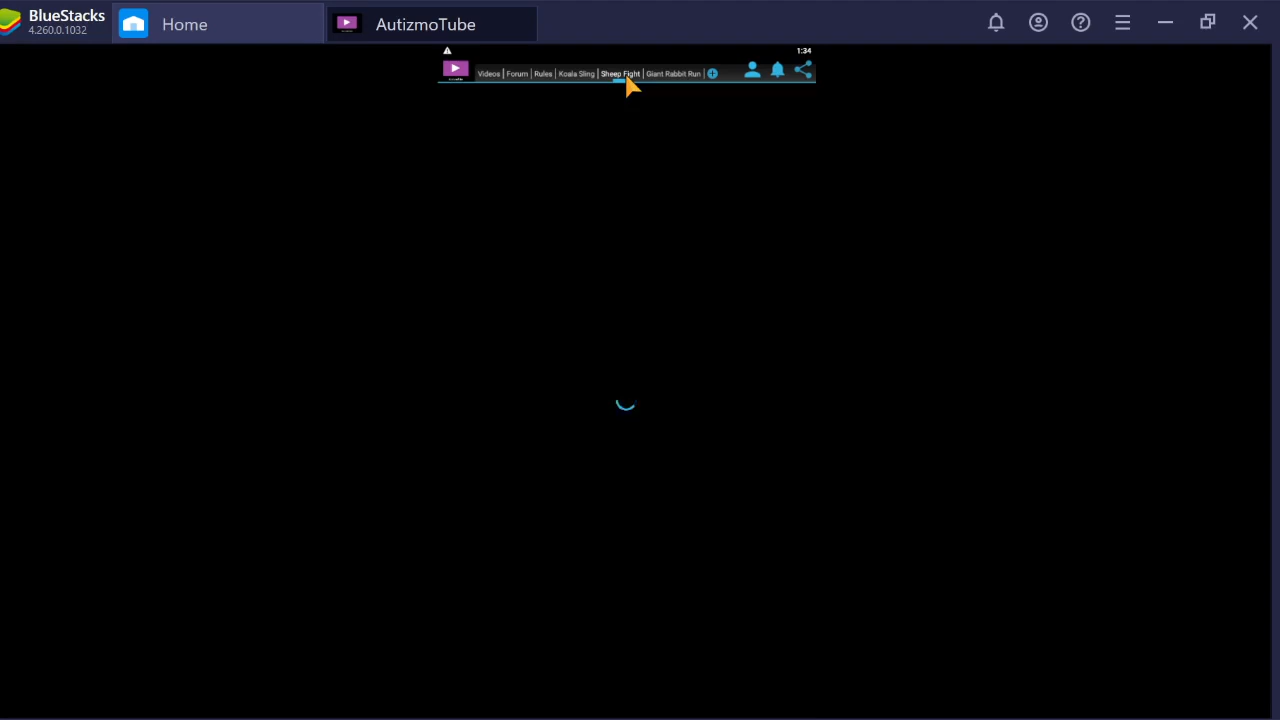 BlueStacks
4.260.0.1032
Home
AutizmoTube
1:34
Videos | Forum | Rules | Koala Sling | Sheep Fight | Giant Rabbit Run |